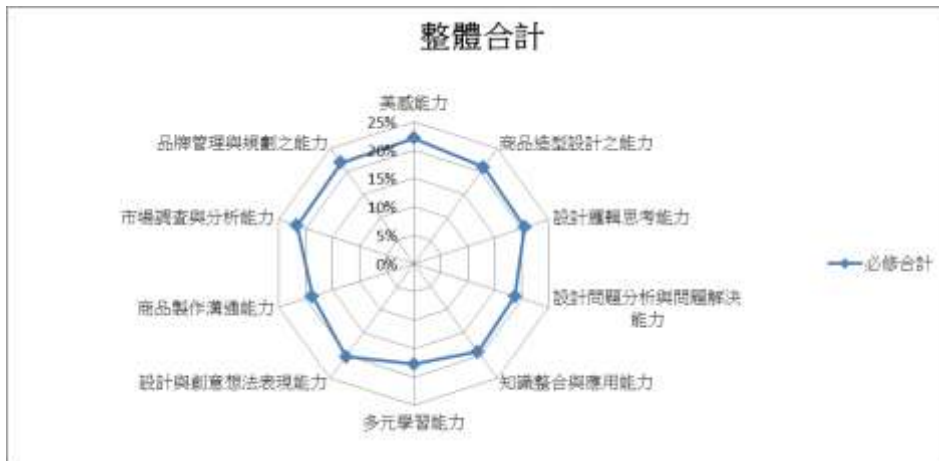 整體合計
美感能力
商品造型設計之能力
設計邏輯思考能力
設計問題分析與問題解決
能力
知識整合與應用能力
多元學習能力
設計與創意想法表現能力
商品製作溝通能力
市場調查與分析能力
品牌管理與規劃之能力
25%
20%
15%
10%
5%
0%
必修合計